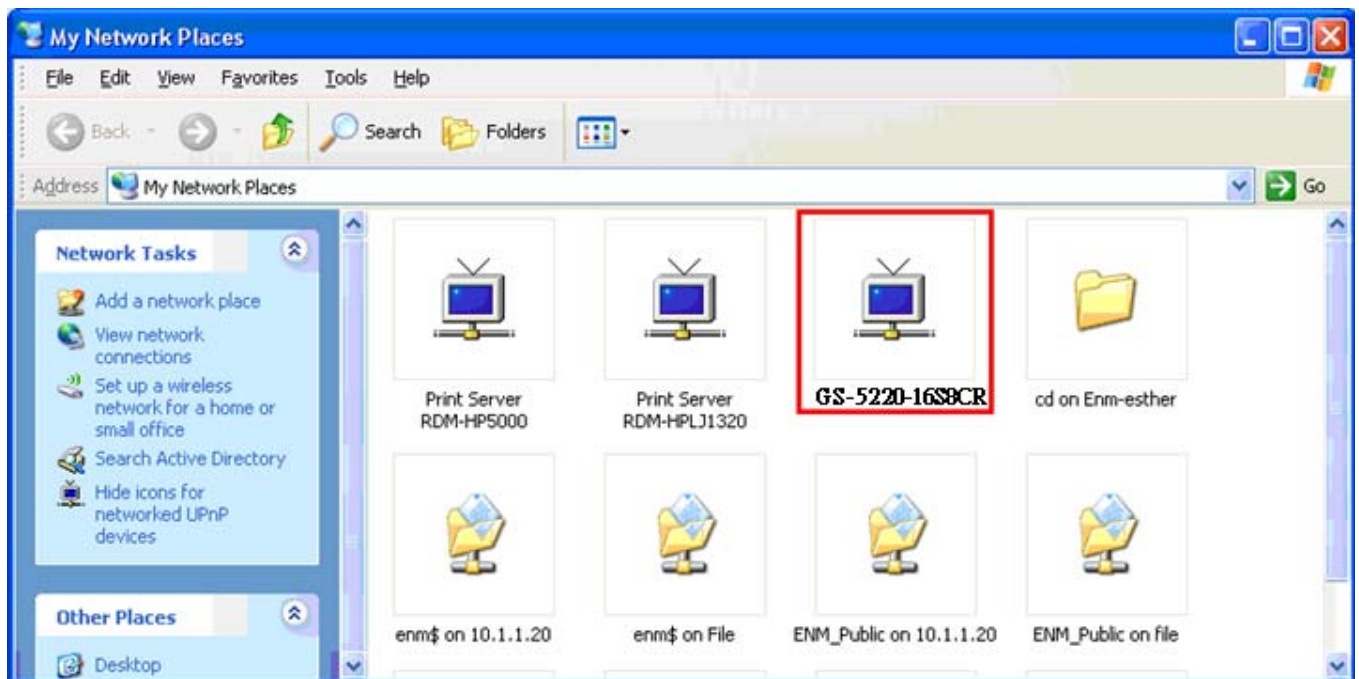 My Network Places
File Edit View Favorites Tools Help
Back Search Folders
Address My Network Places Go
Network Tasks
Add a network place
View network
connections
Set up a wireless
network for a home or
small office
Search Active Directory
Hide icons for
networked UPnP
devices
Other Places
Desktop
Print Server
RDM-HP5000
Print Server
RDM-HPLJ1320
GS-5220-16S8CR
cd on Enm-esther
enm$ on 10.1.1.20
enm$ on File
ENM_Public on 10.1.1.20
ENM_Public on file